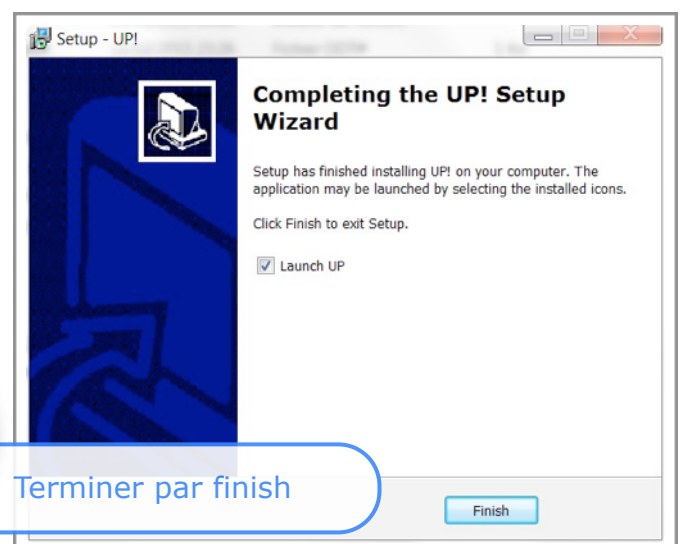 Setup - UP!
Completing the UP! Setup
Wizard
Setup has finished installing UP! on your computer. The
application may be launched by selecting the installed icons.
Click Finish to exit Setup.
Launch UP
Terminer par finish
Finish